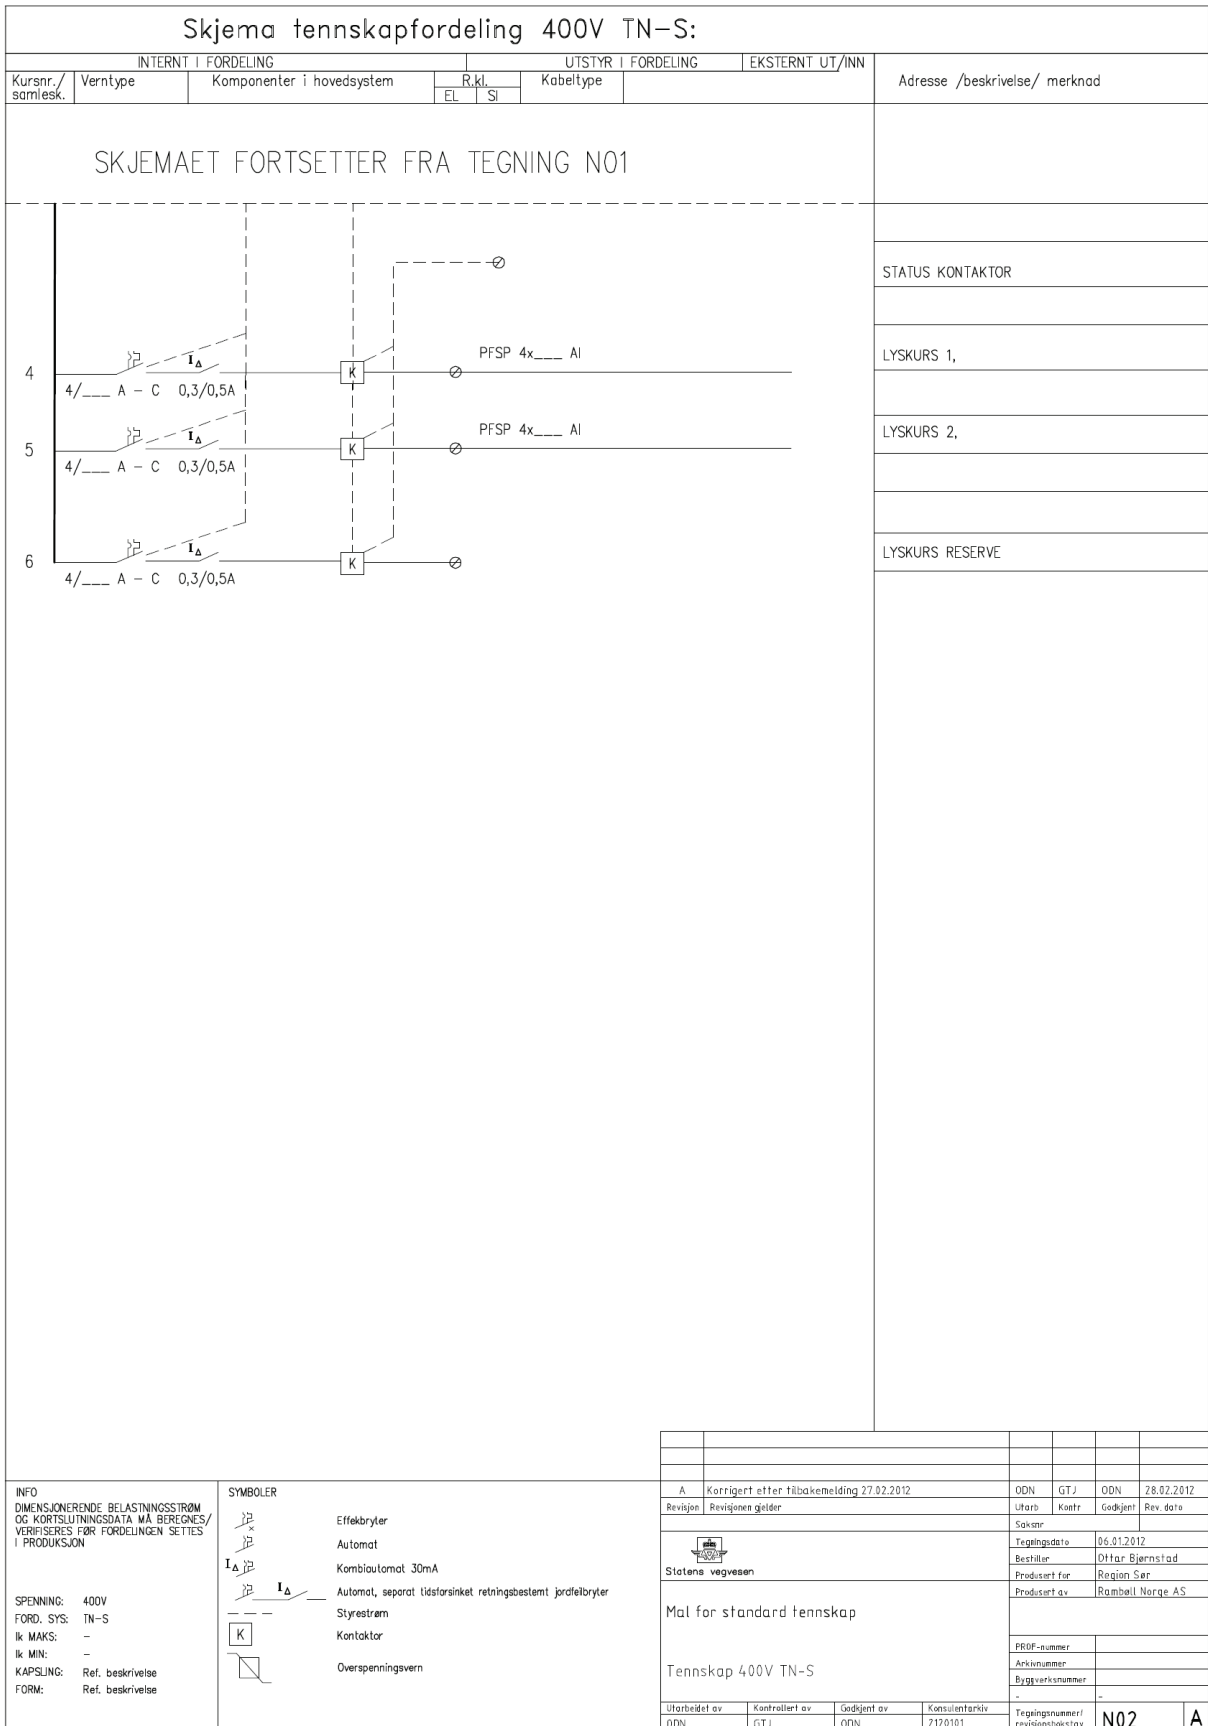 Skjema tennskapfordeling 400V TN-S:
INTERNT I FORDELING UTSTYR I FORDELING EKSTERNT UT/INN
Kursnr./ samlesk.
Verntype
Komponenter i hovedsystem
R.kl.
EL SI
Kabeltype
Adresse /beskrivelse/ merknad
SKJEMAET FORTSETTER FRA TEGNING N01
STATUS KONTAKTOR
4
I∆
K
PFSP 4x___ Al
LYSKURS 1,
4/___ A - C 0,3/0,5A
5
I∆
K
PFSP 4x___ Al
LYSKURS 2,
4/___ A - C 0,3/0,5A
6
I∆
K
LYSKURS RESERVE
4/___ A - C 0,3/0,5A
INFO
DIMENSJONERENDE BELASTNINGSSTRØM
OG KORTSLUTNINGSDATA MÅ BEREGNES/
VERIFISERES FØR FORDELINGEN SETTES
I PRODUKSJON
SPENNING: 400V
FORD. SYS: TN-S
Ik MAKS: -
Ik MIN: -
KAPSLING: Ref. beskrivelse
FORM: Ref. beskrivelse
SYMBOLER
Effekbryter
Automat
I∆ Kombiautomat 30mA
I∆ Automat, separat tidsforsinket retningsbestemt jordfeilbryter
Styrestrøm
K Kontaktor
Overspenningsvern
A Korrigert etter tilbakemelding 27.02.2012 ODN GTJ ODN 28.02.2012
Revisjon Revisjonen gjelder Utarb Kontr Godkjent Rev. dato
Saksnr
Statens vegvesen
Tegningsdato 06.01.2012
Bestiller Ottar Bjørnstad
Produsert for Region Sør
Produsert av Rambøll Norge AS
Mal for standard tennskap
PROF-nummer
Arkivnummer
Byggverksnummer
- -
Tennskap 400V TN-S
Utarbeidet av Kontrollert av Godkjent av Konsulentarkiv
ODN GTJ ODN 7120101
Tegningsnummer/
revisjonsbokstav
N02 A